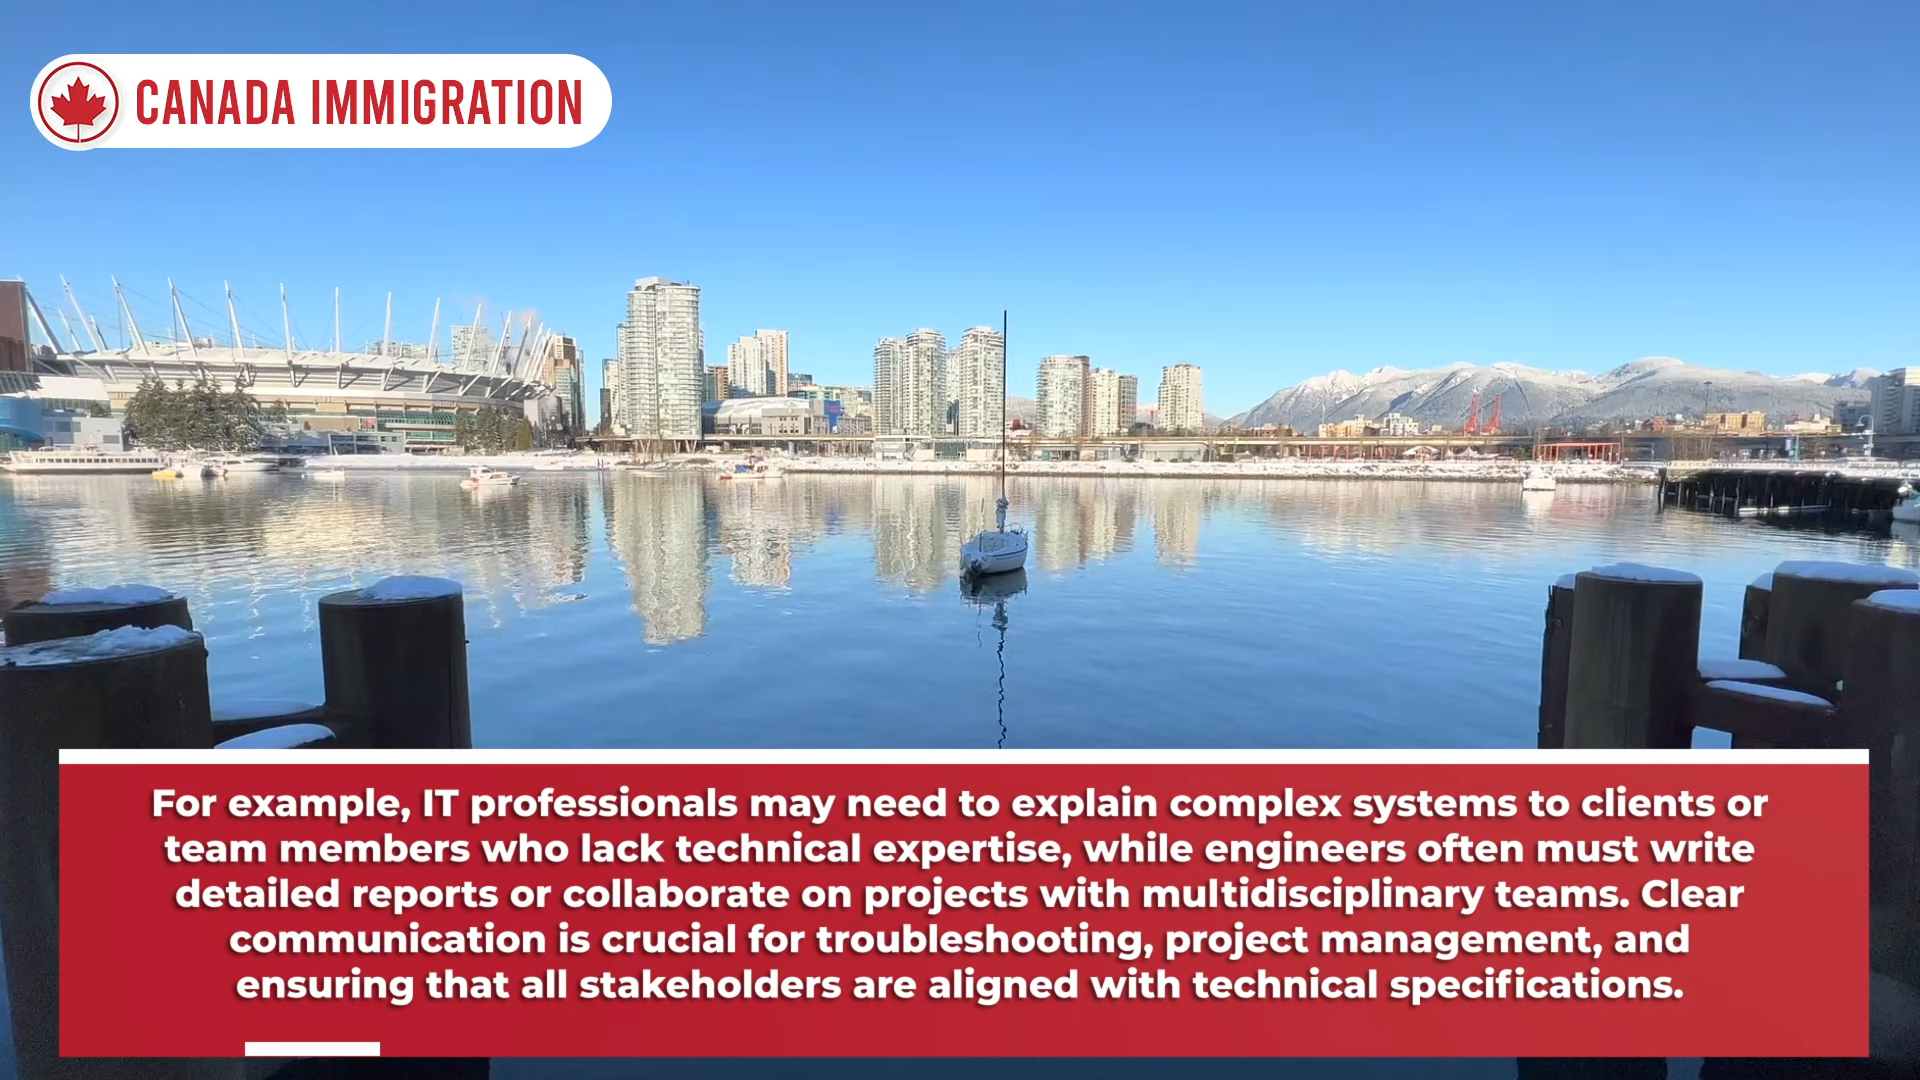 CANADA IMMIGRATION
For example, IT professionals may need to explain complex systems to clients or
team members who lack technical expertise, while engineers often must write
detailed reports or collaborate on projects with multidisciplinary teams. Clear
communication is crucial for troubleshooting, project management, and
ensuring that all stakeholders are aligned with technical specifications.